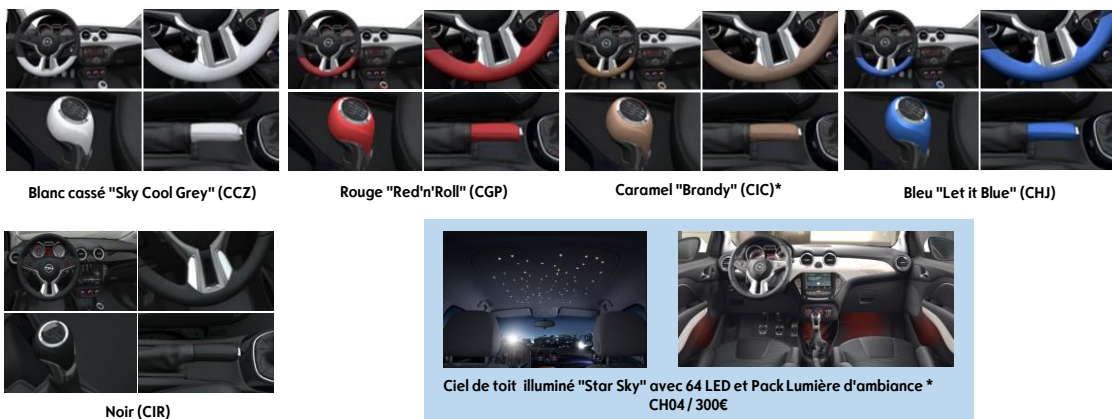 Blanc cassé "Sky Cool Grey" (CCZ)
Rouge "Red'n'Roll" (CGP)
Caramel "Brandy" (CIC)*
Bleu "Let it Blue" (CHJ)
Noir (CIR)
Ciel de toit illuminé "Star Sky" avec 64 LED et Pack Lumière d'ambiance *
CH04 / 300€